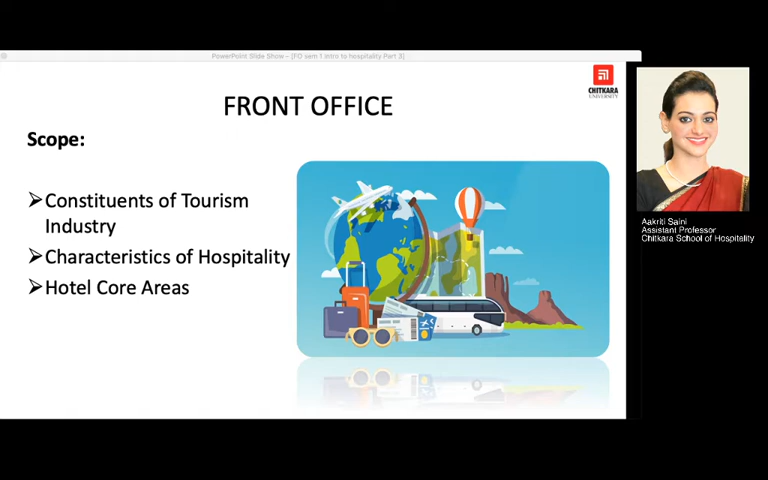 PowerPoint Slide Show – [FO sem 1 intro to hospitality Part 3]
CHITKARA
UNIVERSITY
FRONT OFFICE
Scope:
Constituents of Tourism
Industry
Characteristics of Hospitality
Hotel Core Areas
Aakriti Saini
Assistant Professor
Chitkara School of Hospitality